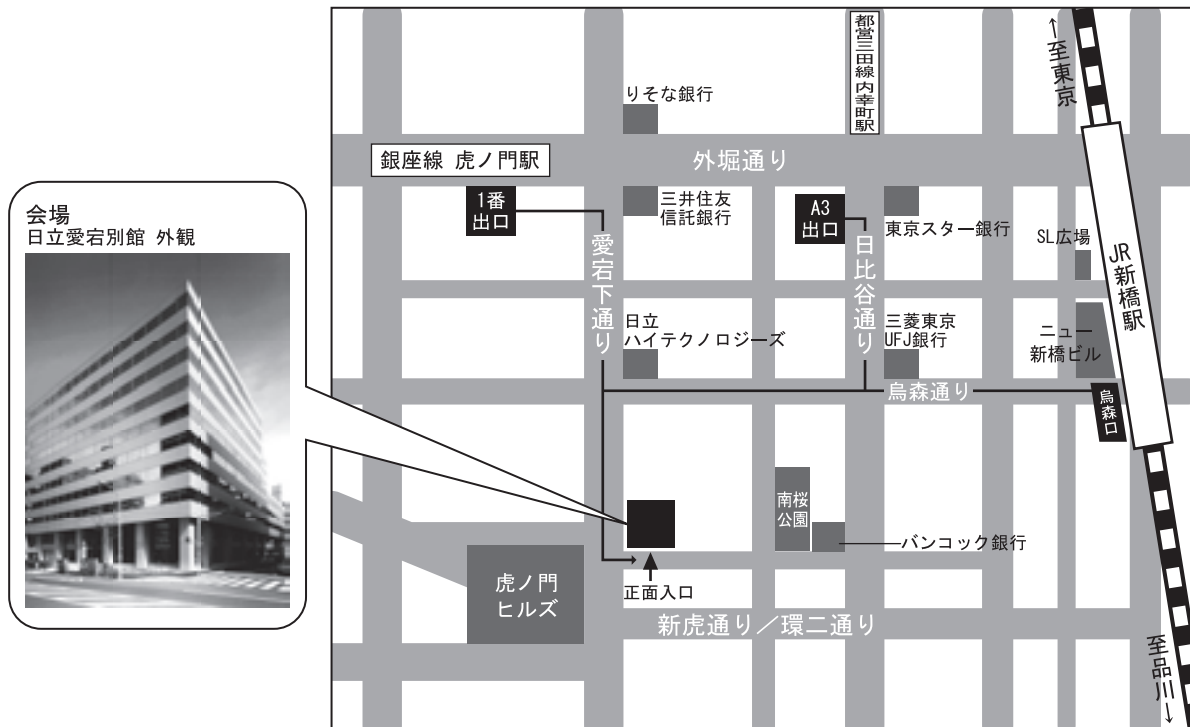 会場
日立愛宕別館 外観
都営三田線 内幸町駅
↑至東京
りそな銀行
銀座線 虎ノ門駅
外堀通り
1番
出口
三井住友
信託銀行
A3
出口
東京スター銀行
SL広場
JR新橋駅
愛宕下通り
日比谷通り
日立
ハイテクノロジーズ
三菱東京
UFJ銀行
ニュー
新橋ビル
烏森通り
烏森口
南桜
公園
バンコック銀行
虎ノ門
ヒルズ
正面入口
新虎通り／環二通り
至品川↓